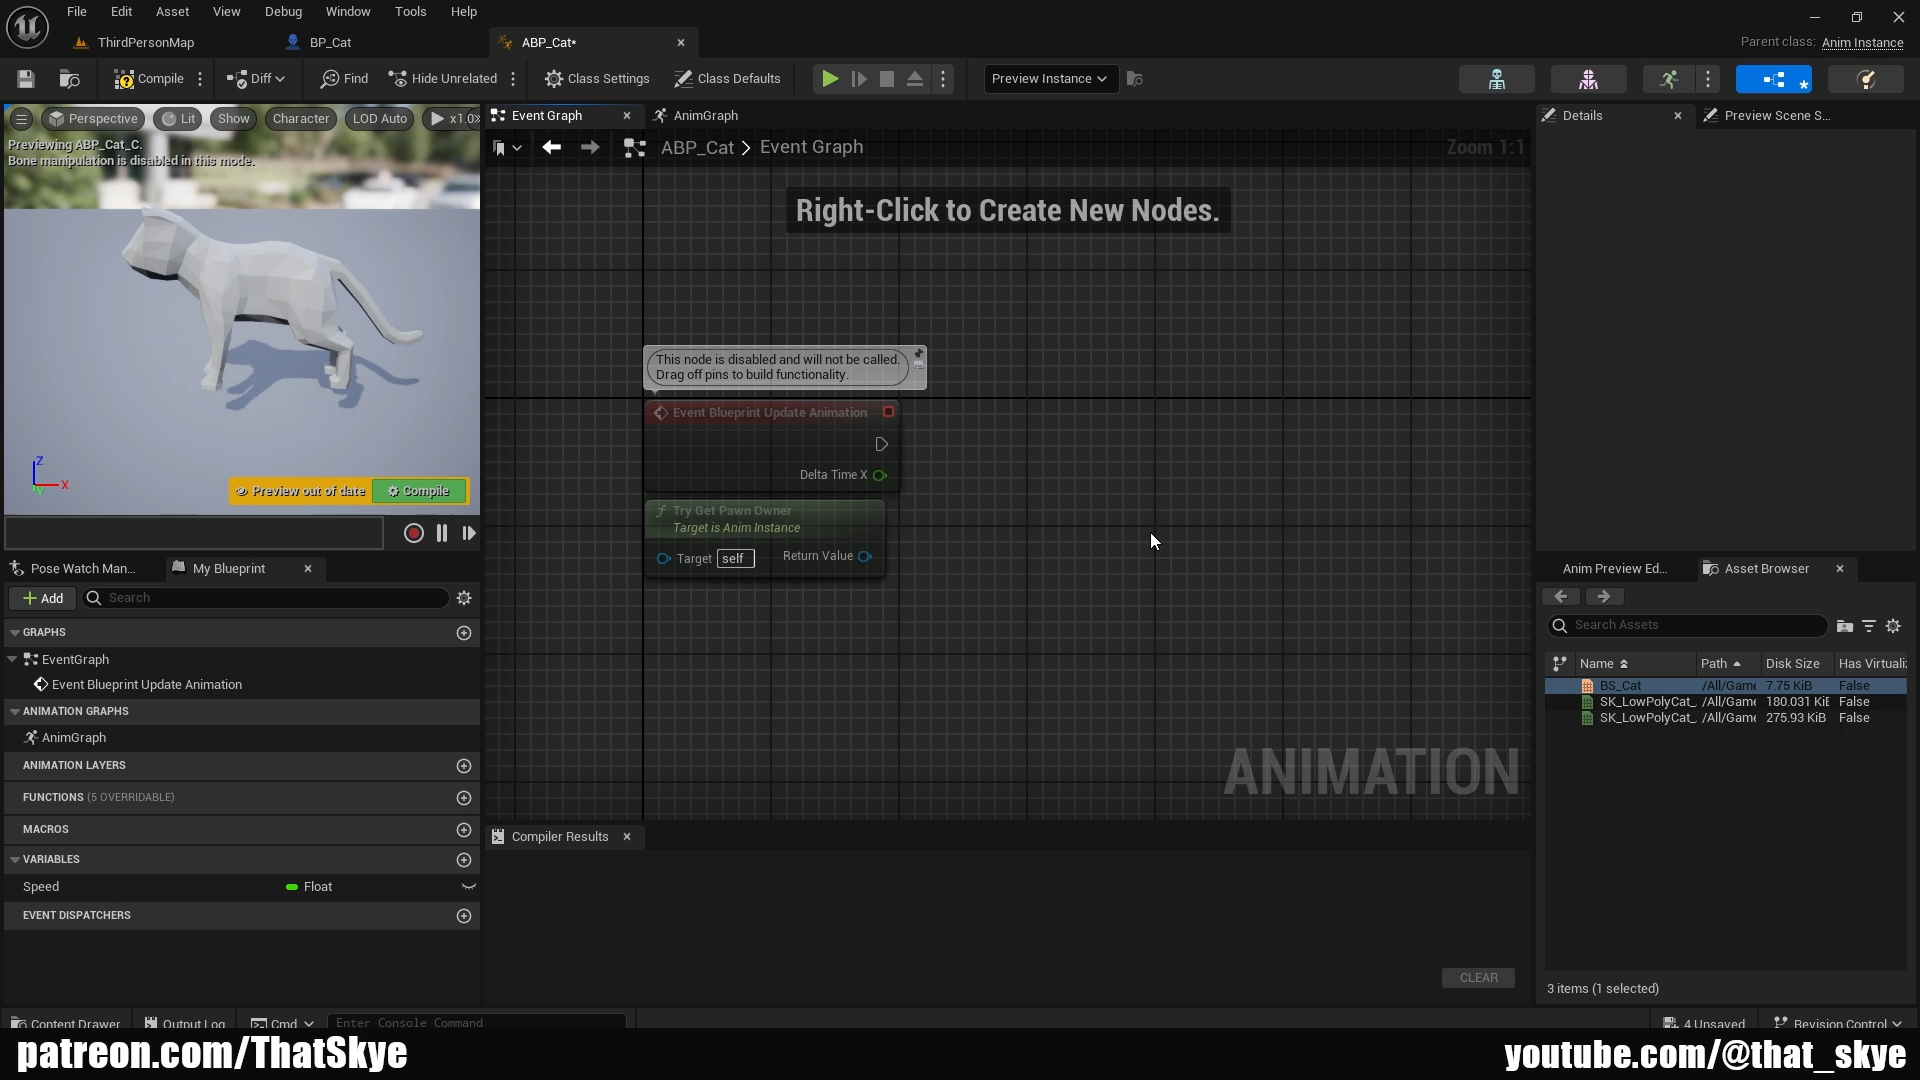 File Edit Asset View Debug Window Tools Help
ThirdPersonMap
BP_Cat
ABP_Cat*
Parent class: Anim Instance
Compile
Diff
Find
Hide Unrelated
Class Settings
Class Defaults
Preview Instance
Perspective
Lit
Show
Character
LOD Auto
x1.0
Previewing ABP_Cat_C.
Bone manipulation is disabled in this mode.
Z
X
Preview out of date
Compile
Pose Watch Man...
My Blueprint
Add
Search
GRAPHS
EventGraph
Event Blueprint Update Animation
ANIMATION GRAPHS
AnimGraph
ANIMATION LAYERS
FUNCTIONS (5 OVERRIDABLE)
MACROS
VARIABLES
Speed Float
EVENT DISPATCHERS
Event Graph
AnimGraph
ABP_Cat > Event Graph
Zoom 1:1
Right-Click to Create New Nodes.
This node is disabled and will not be called.
Drag off pins to build functionality.
Event Blueprint Update Animation
Delta Time X
Try Get Pawn Owner
Target is Anim Instance
Target self Return Value
ANIMATION
Compiler Results
CLEAR
Details
Preview Scene S...
Anim Preview Ed...
Asset Browser
Search Assets
Name Path Disk Size Has Virtuali
BS_Cat /All/Game 7.75 KiB False
SK_LowPolyCat_ /All/Game 180.031 KiB False
SK_LowPolyCat_ /All/Game 275.93 KiB False
3 items (1 selected)
Content Drawer
Output Log
Cmd
Enter Console Command
4 Unsaved
Revision Control
patreon.com/ThatSkye
youtube.com/@that_skye